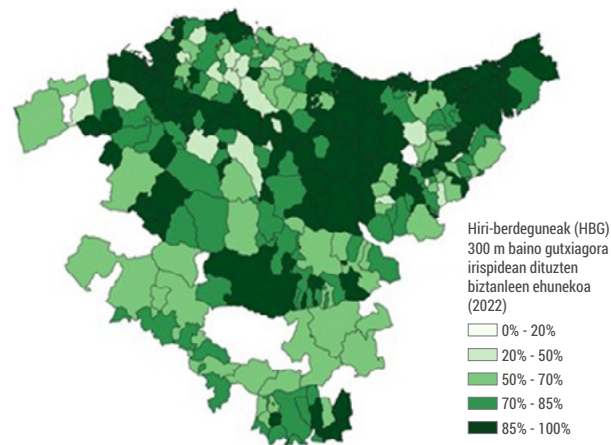 Hiri-berdeguneak (HBG)
300 m baino gutxiagora
irispidean dituzten
biztanleen ehunekoa
(2022)
0% - 20%
20% - 50%
50% - 70%
70% - 85%
85% - 100%